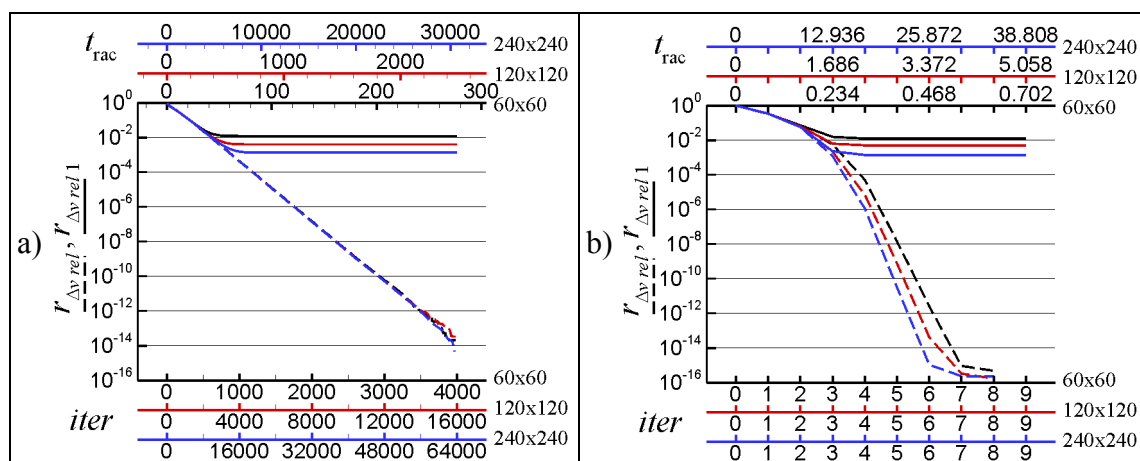 a)
t rac
0 10000 20000 30000 240x240
0 1000 2000 120x120
0 100 200 300 60x60
r Δv rel, r Δv rel 1
10^0
10^-2
10^-4
10^-6
10^-8
10^-10
10^-12
10^-14
10^-16
60x60
0 1000 2000 3000 4000
iter
0 4000 8000 12000 16000 120x120
0 16000 32000 48000 64000 240x240
b)
t rac
0 12.936 25.872 38.808 240x240
0 1.686 3.372 5.058 120x120
0 0.234 0.468 0.702 60x60
r Δv rel, r Δv rel 1
10^0
10^-2
10^-4
10^-6
10^-8
10^-10
10^-12
10^-14
10^-16
60x60
0 1 2 3 4 5 6 7 8 9
iter
0 1 2 3 4 5 6 7 8 9 120x120
0 1 2 3 4 5 6 7 8 9 240x240